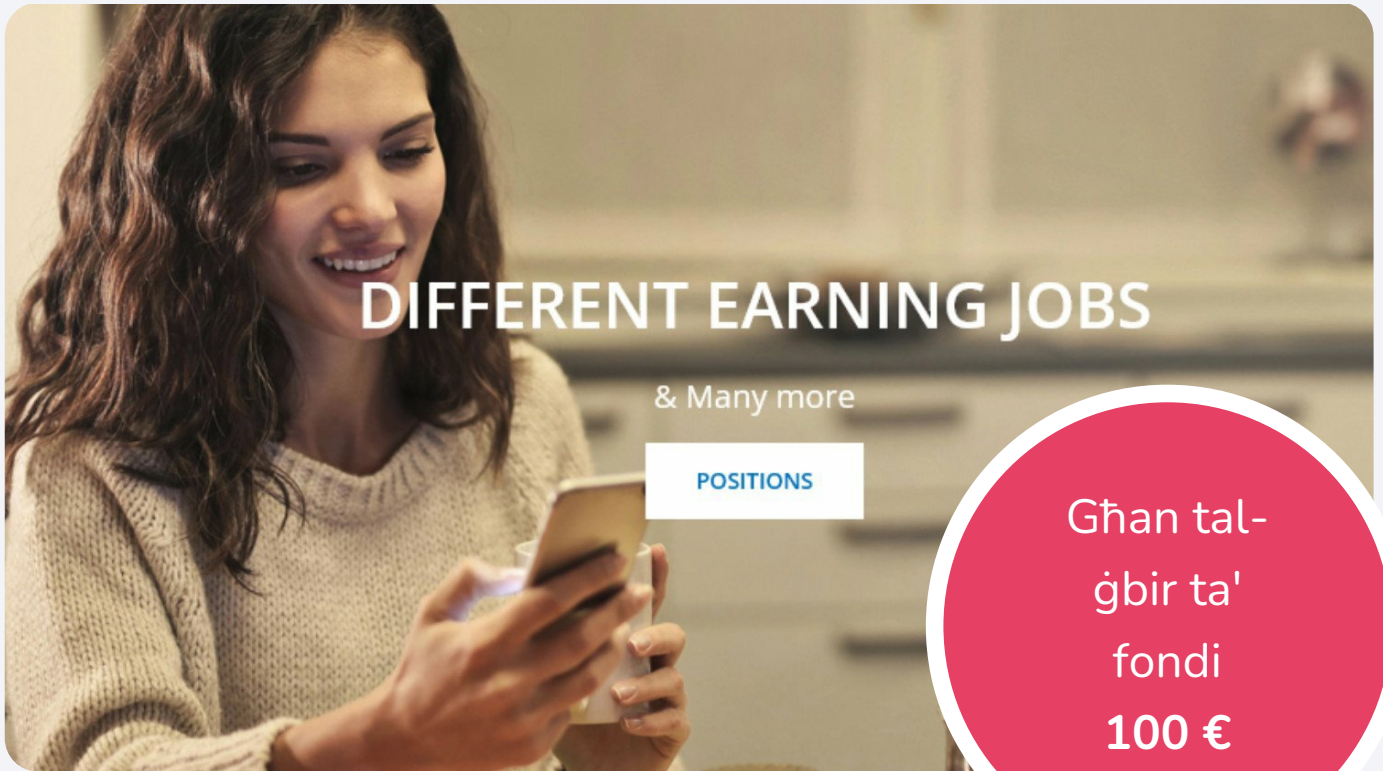 DIFFERENT EARNING JOBS
& Many more
POSITIONS
Għan tal-
ġbir ta'
fondi
100 €